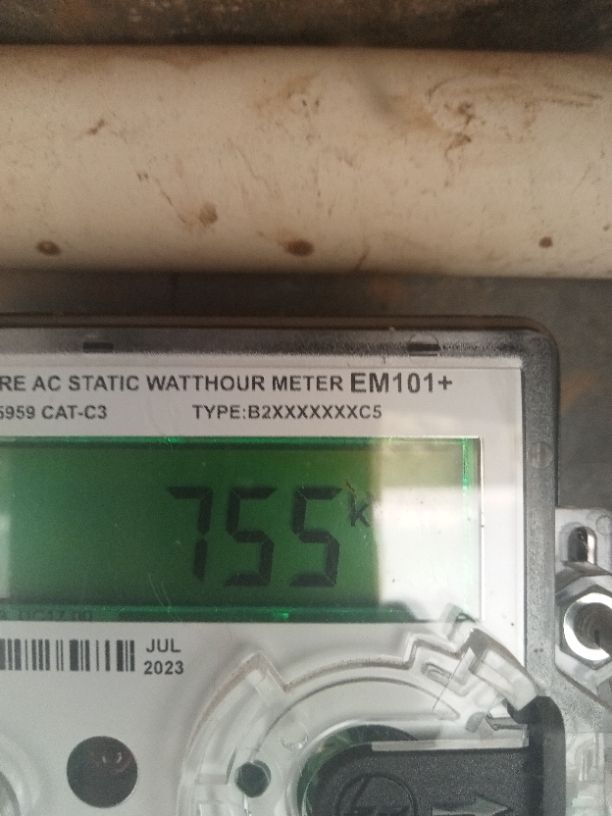 RE AC STATIC WATTHOUR METER EM101+
5959 CAT-C3 TYPE:B2XXXXXXXC5
755 k
JUL
2023